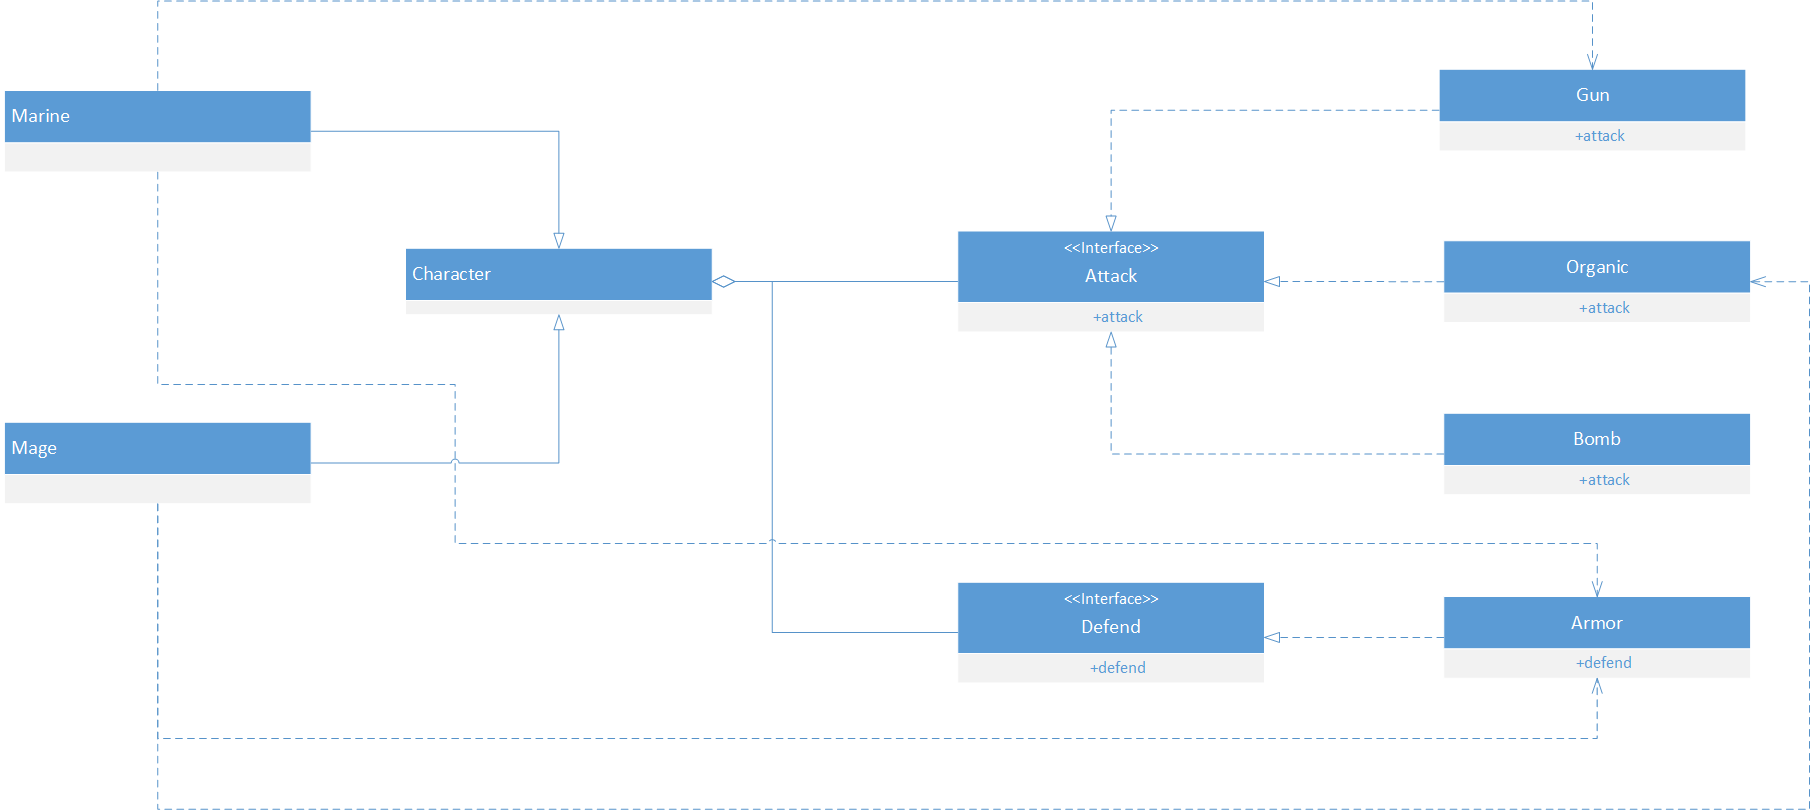 Marine
Mage
Character
<<Interface>>
Attack
+attack
<<Interface>>
Defend
+defend
Gun
+attack
Organic
+attack
Bomb
+attack
Armor
+defend